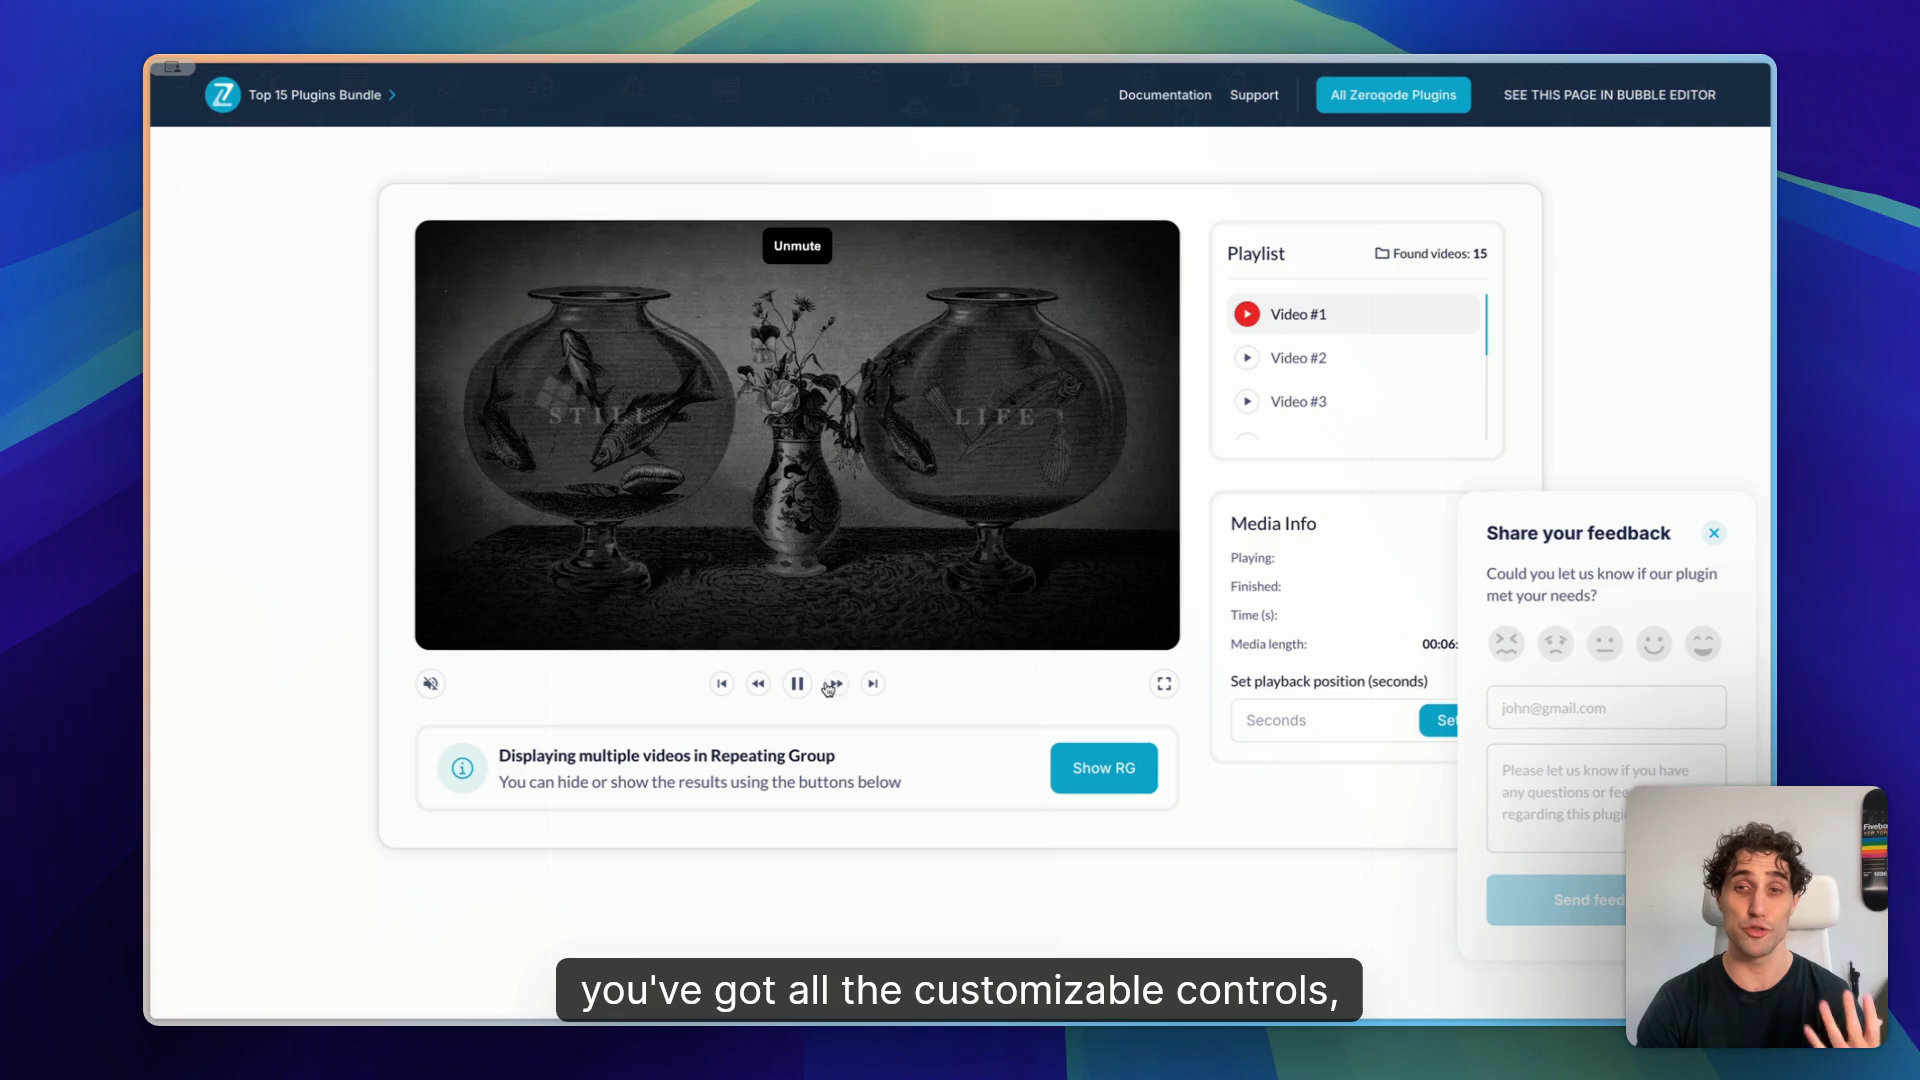 Top 15 Plugins Bundle
Documentation
Support
All Zeroqode Plugins
SEE THIS PAGE IN BUBBLE EDITOR
Unmute
STILL
LIFE
Playlist
Found videos: 15
Video #1
Video #2
Video #3
Media Info
Playing:
Finished:
Time (s):
Media length:
00:06:
Set playback position (seconds)
Seconds
Set
Displaying multiple videos in Repeating Group
You can hide or show the results using the buttons below
Show RG
Share your feedback
Could you let us know if our plugin
met your needs?
john@gmail.com
Please let us know if you have
any questions or fee
regarding this plugi
Send feed
you've got all the customizable controls,